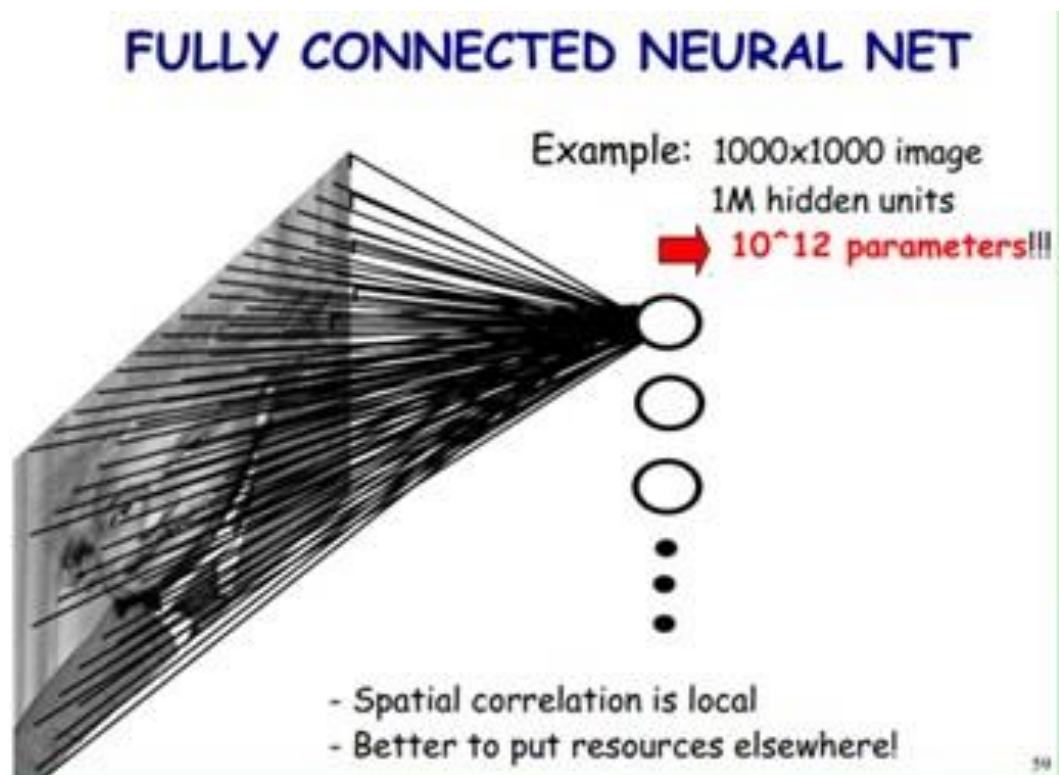 FULLY CONNECTED NEURAL NET
Example: 1000x1000 image
1M hidden units
10^12 parameters!!!
- Spatial correlation is local
- Better to put resources elsewhere!
59